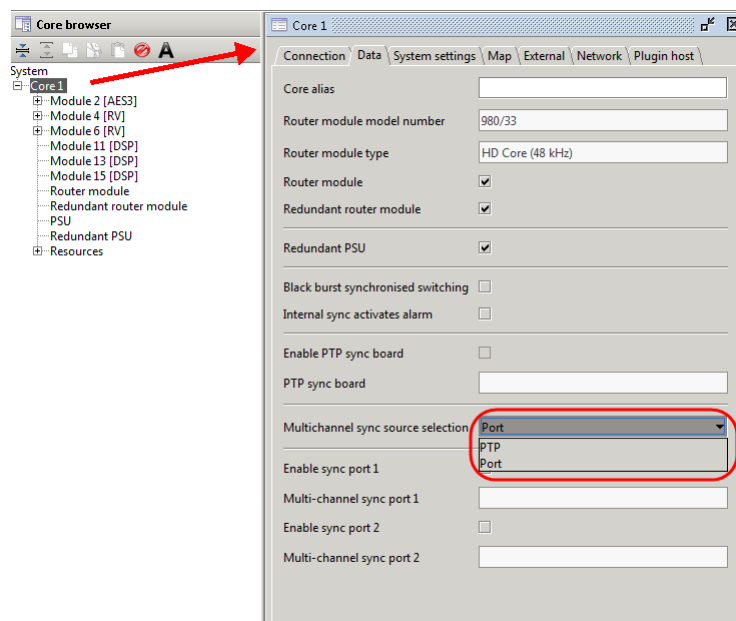 Core browser
A
System
Core 1
Module 2 [AES3]
Module 4 [RV]
Module 6 [RV]
Module 11 [DSP]
Module 13 [DSP]
Module 15 [DSP]
Router module
Redundant router module
PSU
Redundant PSU
Resources
Core 1
Connection Data System settings Map External Network Plugin host
Core alias
Router module model number 980/33
Router module type HD Core (48 kHz)
Router module
Redundant router module
Redundant PSU
Black burst synchronised switching
Internal sync activates alarm
Enable PTP sync board
PTP sync board
Multichannel sync source selection Port
PTP
Port
Enable sync port 1
Multi-channel sync port 1
Enable sync port 2
Multi-channel sync port 2